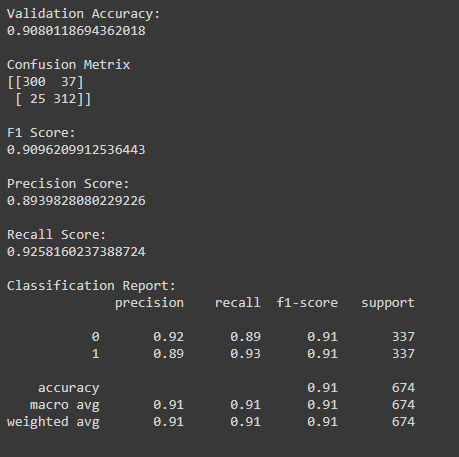 Validation Accuracy:
0.9080118694362018
Confusion Metrix
[[300  37]
 [ 25 312]]
F1 Score:
0.9096209912536443
Precision Score:
0.8939828080229226
Recall Score:
0.9258160237388724
Classification Report:
precision    recall  f1-score   support
0       0.92      0.89      0.91       337
1       0.89      0.93      0.91       337
accuracy                           0.91       674
macro avg       0.91      0.91      0.91       674
weighted avg       0.91      0.91      0.91       674